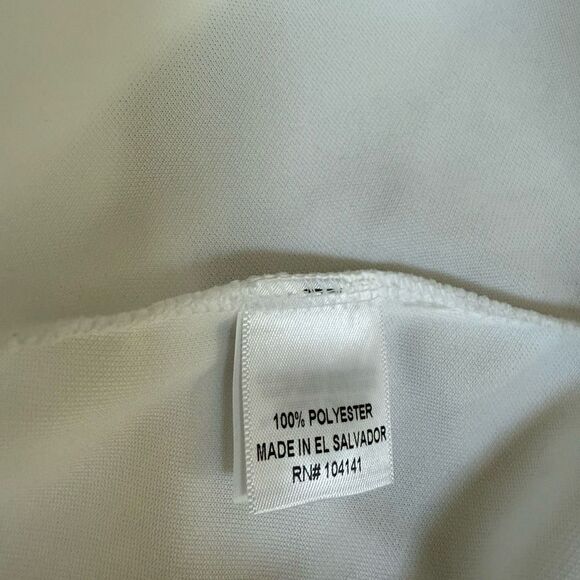 100% POLYESTER
MADE IN EL SALVADOR
RN# 104141